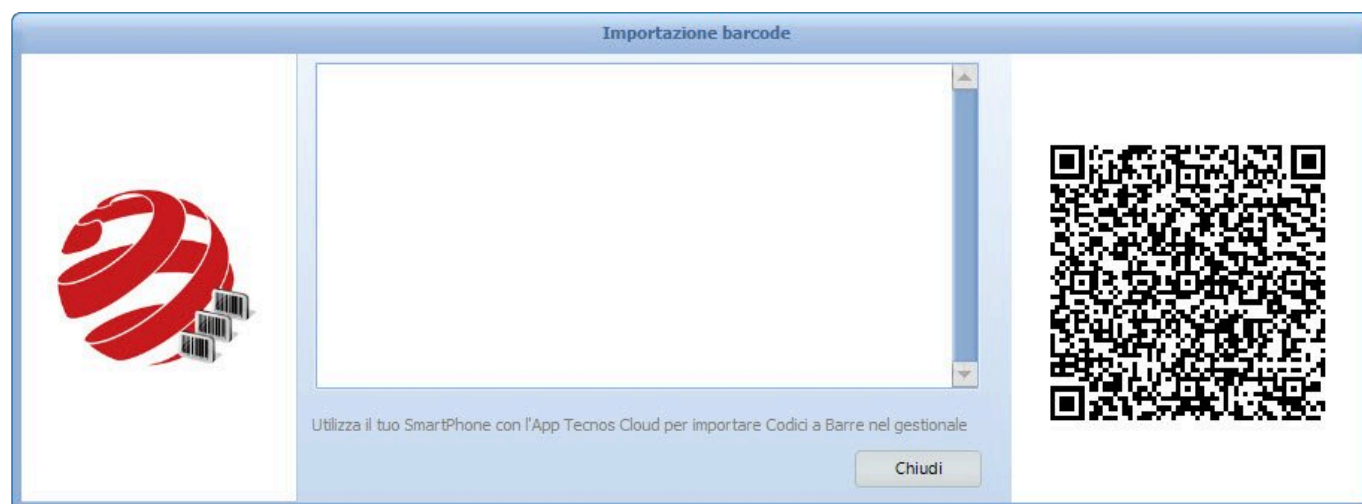 Importazione barcode
Utilizza il tuo SmartPhone con l'App Tecnos Cloud per importare Codici a Barre nel gestionale
Chiudi